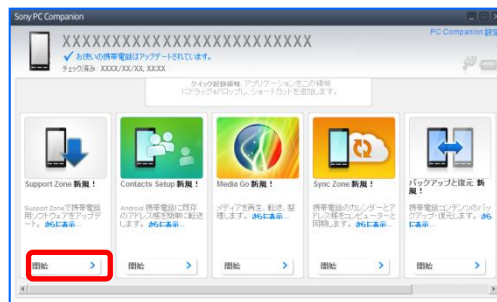 Sony PC Companion
PC Companion 設定
XXXXXXXXXXXXXXXXXXXXXXXXX
お使いの携帯電話はアップデートされています。
チェック済み: XXXX/XX/XX, XX:XX
クイック起動領域 アプリケーションをこの領域
にドラッグ&ドロップし、ショートカットを追加します。
Support Zone 新規!
Support Zoneで携帯電話
用ソフトウェアをアップデ
ート。 さらに表示...
開始
Contacts Setup 新規!
Android 携帯電話に既存
のアドレス帳を簡単に転送
します。 さらに表示...
開始
Media Go 新規!
メディアを再生、転送、整
理します。 さらに表示...
開始
Sync Zone 新規!
携帯電話のカレンダーとア
ドレス帳をコンピューターと
同期します。 さらに表示...
開始
バックアップと復元 新
規!
携帯電話コンテンツのバッ
クアップ・復元します。 さら
に表示...
開始